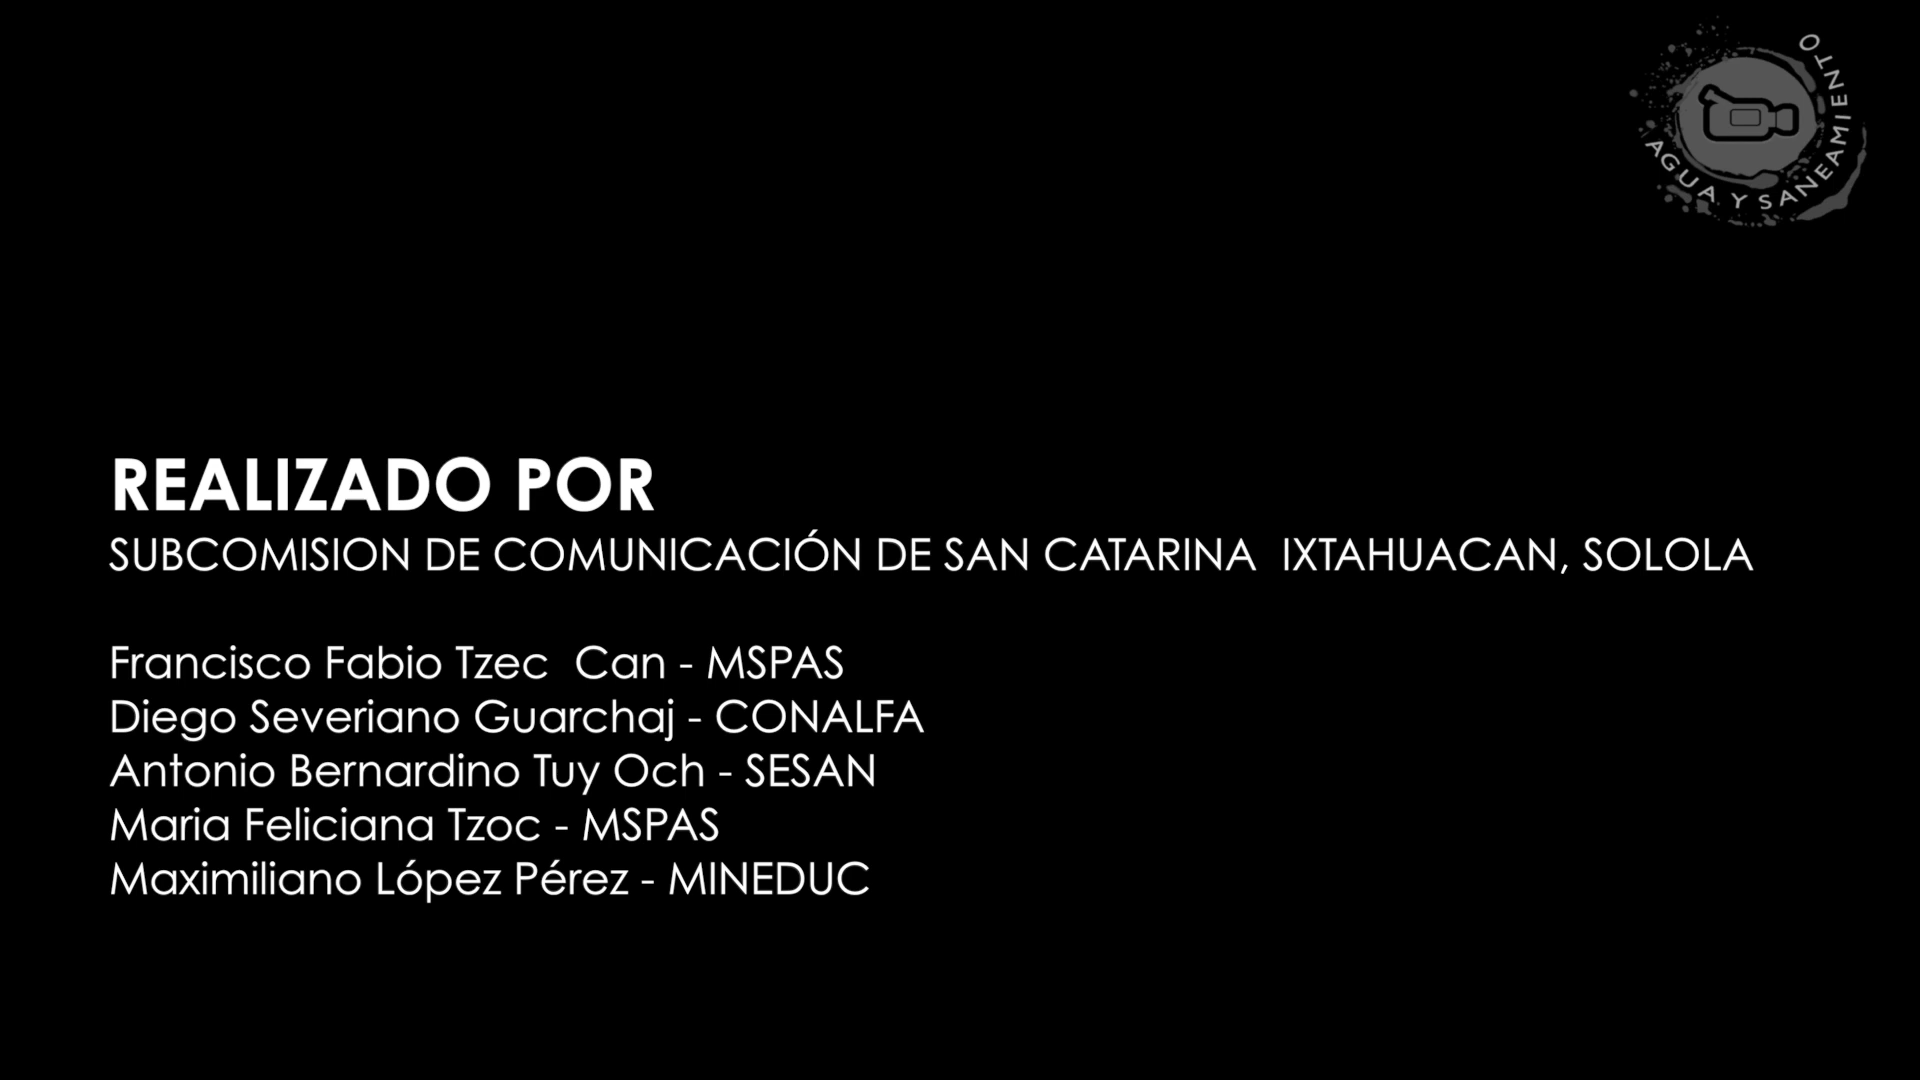 AGUA Y SANEAMIENTO
REALIZADO POR
SUBCOMISION DE COMUNICACIÓN DE SAN CATARINA  IXTAHUACAN, SOLOLA
Francisco Fabio Tzec  Can - MSPAS
Diego Severiano Guarchaj - CONALFA
Antonio Bernardino Tuy Och - SESAN
Maria Feliciana Tzoc - MSPAS
Maximiliano López Pérez - MINEDUC